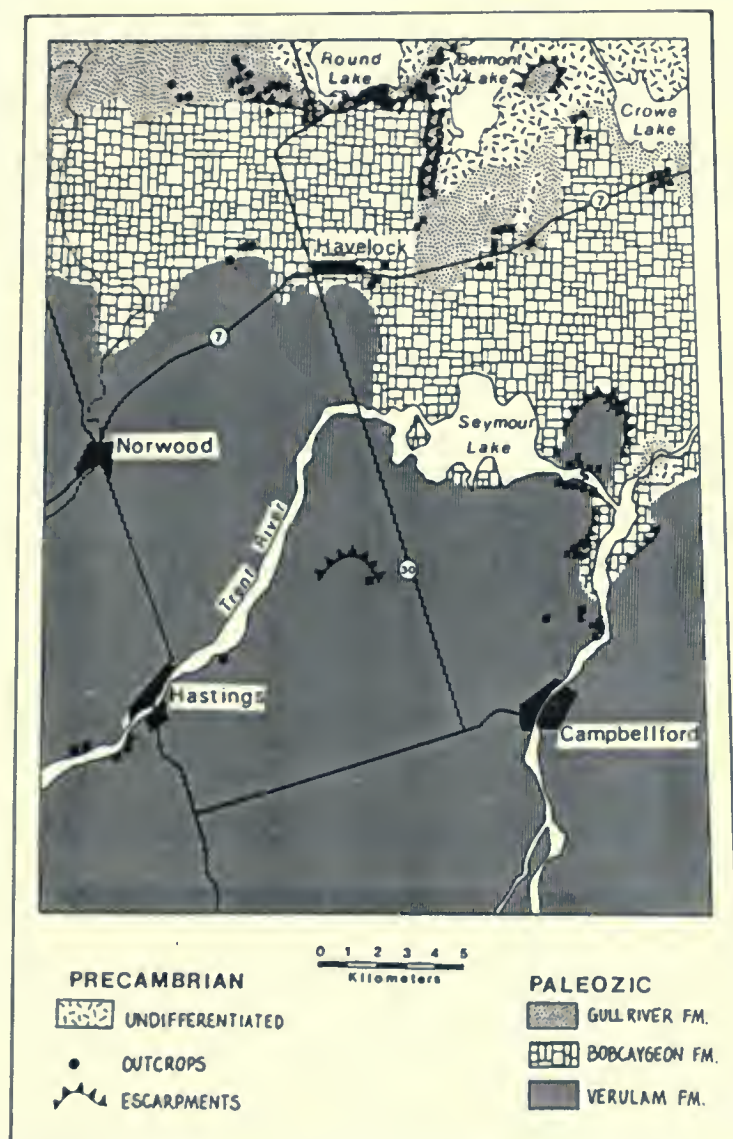 Round
Lake
Belmont
Lake
Crowe
Lake
7
Havelock
7
Seymour
Lake
Norwood
Trent River
30
Hastings
Campbellford
0 1 2 3 4 5
Kilometers
PRECAMBRIAN
UNDIFFERENTIATED
OUTCROPS
ESCARPMENTS
PALEOZIC
GULL RIVER FM.
BOBCAYGEON FM.
VERULAM FM.